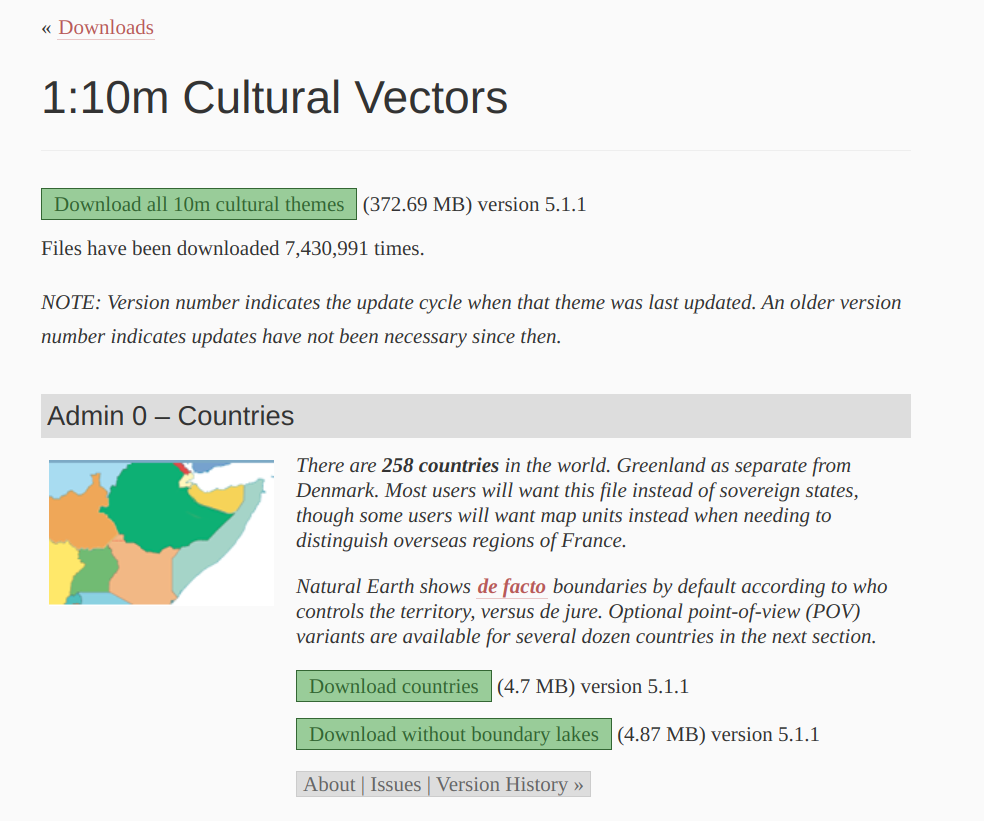 « Downloads
1:10m Cultural Vectors
Download all 10m cultural themes (372.69 MB) version 5.1.1
Files have been downloaded 7,430,991 times.
NOTE: Version number indicates the update cycle when that theme was last updated. An older version
number indicates updates have not been necessary since then.
Admin 0 – Countries
There are 258 countries in the world. Greenland as separate from
Denmark. Most users will want this file instead of sovereign states,
though some users will want map units instead when needing to
distinguish overseas regions of France.
Natural Earth shows de facto boundaries by default according to who
controls the territory, versus de jure. Optional point-of-view (POV)
variants are available for several dozen countries in the next section.
Download countries (4.7 MB) version 5.1.1
Download without boundary lakes (4.87 MB) version 5.1.1
About | Issues | Version History »